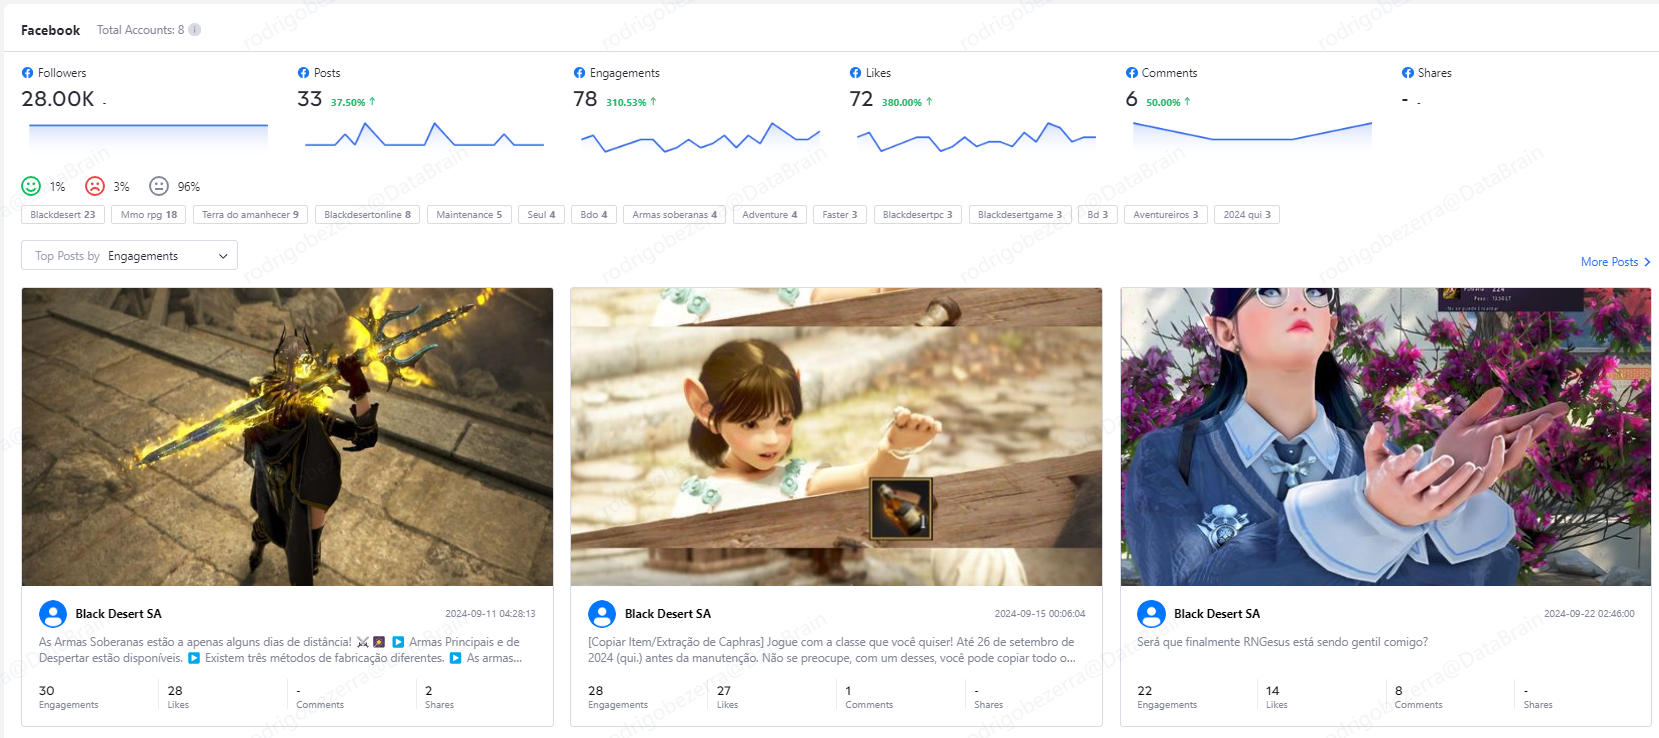 Facebook Total Accounts: 8
Followers
28.00K -
Posts
33 37.50% ↑
Engagements
78 310.53% ↑
Likes
72 380.00% ↑
Comments
6 50.00% ↑
Shares
- -
1% 3% 96%
Blackdesert 23 Mmo rpg 18 Terra do amanhecer 9 Blackdesertonline 8 Maintenance 5 Seul 4 Bdo 4 Armas soberanas 4 Adventure 4 Faster 3 Blackdesertpc 3 Blackdesertgame 3 Bd 3 Aventureiros 3 2024 qui 3
Top Posts by Engagements
More Posts
Black Desert SA 2024-09-11 04:28:13
As Armas Soberanas estão a apenas alguns dias de distância! ⚔️🎇 ▶️ Armas Principais e de
Despertar estão disponíveis. ▶️ Existem três métodos de fabricação diferentes. ▶️ As armas...
30 28 - 2
Engagements Likes Comments Shares
Black Desert SA 2024-09-15 00:06:04
[Copiar Item/Extração de Caphras] Jogue com a classe que você quiser! Até 26 de setembro de
2024 (qui.) antes da manutenção. Não se preocupe, com um desses, você pode copiar todo o...
28 27 1 -
Engagements Likes Comments Shares
Black Desert SA 2024-09-22 02:46:00
Será que finalmente RNGesus está sendo gentil comigo?
22 14 8 -
Engagements Likes Comments Shares
rodrigobezerra@DataBrain